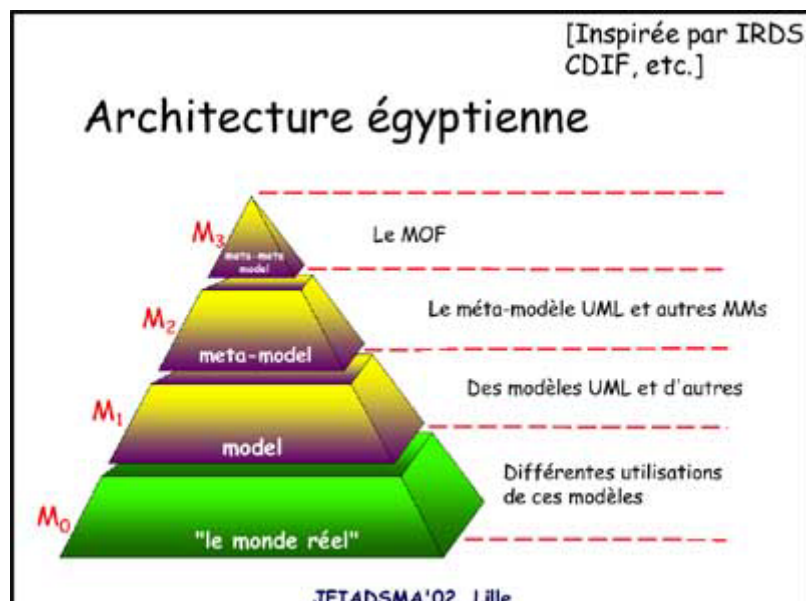 [Inspirée par IRDS
CDIF, etc.]
Architecture égyptienne
M3
meta-meta
model
Le MOF
M2
meta-model
Le méta-modèle UML et autres MMs
M1
model
Des modèles UML et d'autres
M0
"le monde réel"
Différentes utilisations
de ces modèles
JFIADSMA'02 Lille